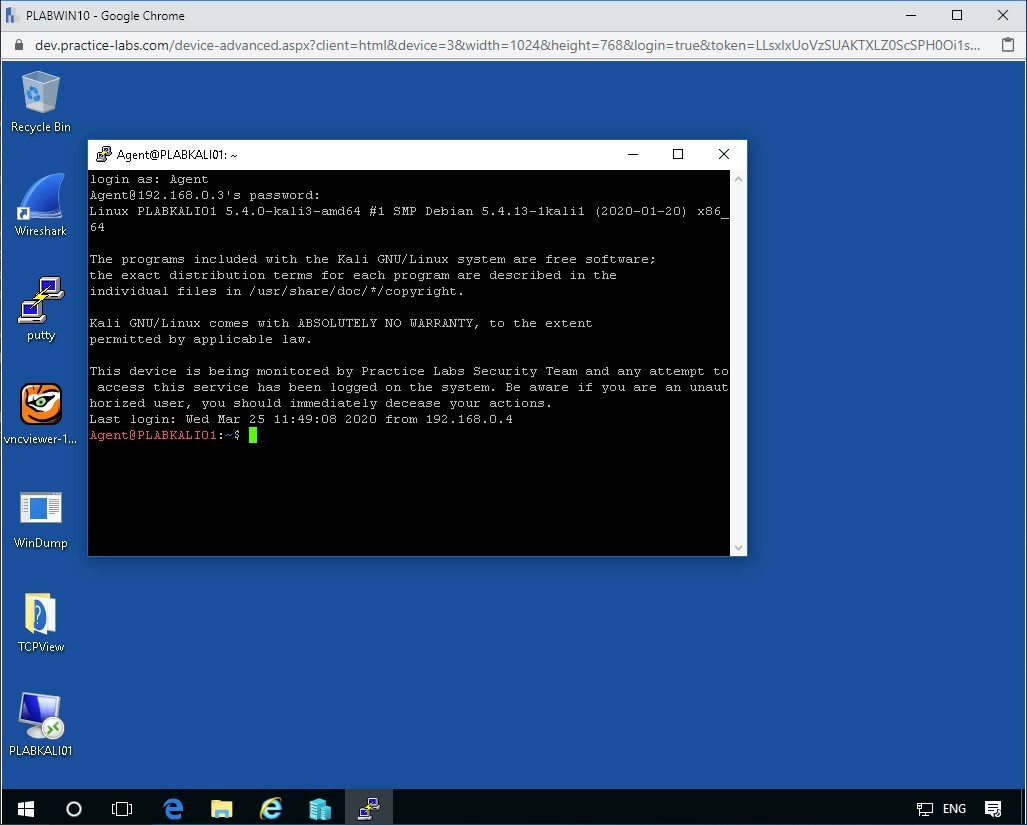 PLABWIN10 - Google Chrome
dev.practice-labs.com/device-advanced.aspx?client=html&device=3&width=1024&height=768&login=true&token=LLsxlxUoVzSUAKTXLZ0ScSPH0Oi1s...
Recycle Bin
Wireshark
putty
vncviewer-1...
WinDump
TCPView
PLABKALI01
Agent@PLABKALI01: ~
login as: Agent
Agent@192.168.0.3's password:
Linux PLABKALI01 5.4.0-kali3-amd64 #1 SMP Debian 5.4.13-1kali1 (2020-01-20) x86_
64
The programs included with the Kali GNU/Linux system are free software;
the exact distribution terms for each program are described in the
individual files in /usr/share/doc/*/copyright.
Kali GNU/Linux comes with ABSOLUTELY NO WARRANTY, to the extent
permitted by applicable law.
This device is being monitored by Practice Labs Security Team and any attempt to
access this service has been logged on the system. Be aware if you are an unaut
horized user, you should immediately decease your actions.
Last login: Wed Mar 25 11:49:08 2020 from 192.168.0.4
Agent@PLABKALI01:~$
ENG